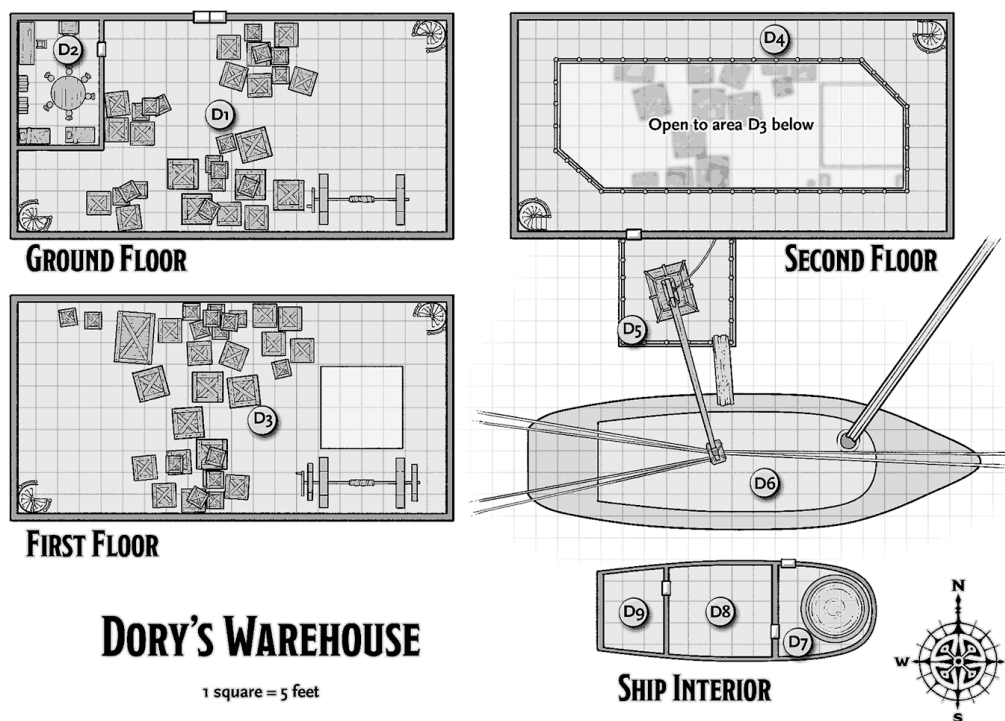 D2
D1
GROUND FLOOR
D4
Open to area D3 below
SECOND FLOOR
D5
D3
FIRST FLOOR
D6
D9
D8
D7
SHIP INTERIOR
DORY'S WAREHOUSE
1 square = 5 feet
N
W
E
S